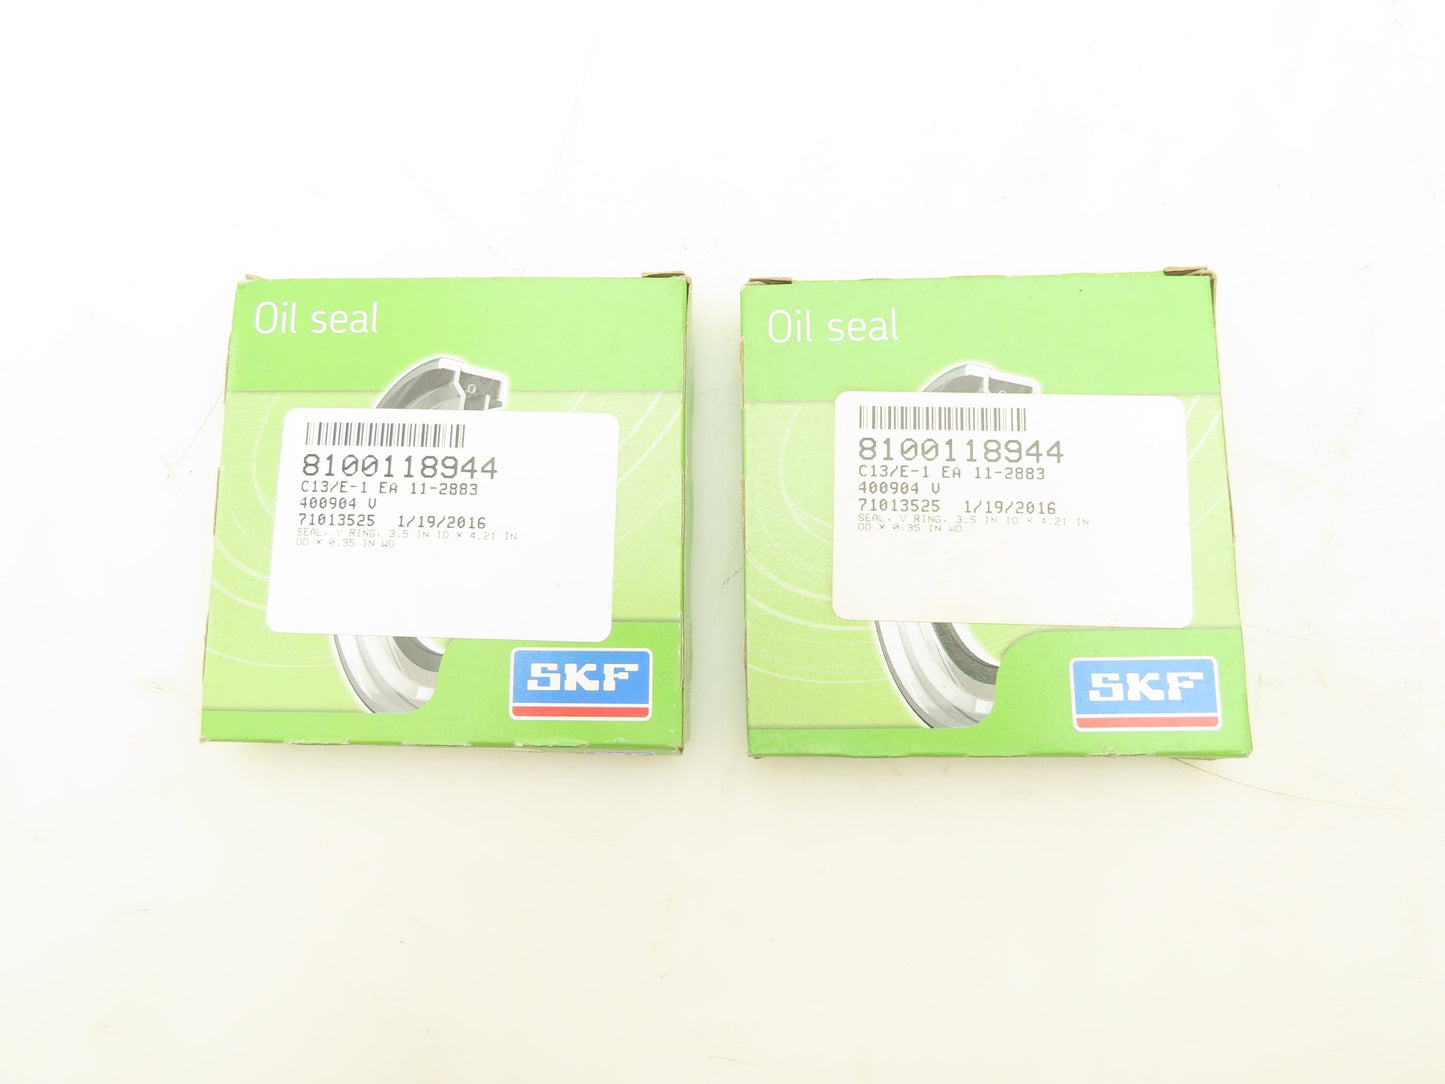 Oil seal
8100118944
C13/E-1 EA 11-2883
400904 V
71013525 1/19/2016
SEAL, V RING, 3.5 IN ID X 4.21 IN
OD X 0.35 IN WD
SKF
Oil seal
8100118944
C13/E-1 EA 11-2883
400904 V
71013525 1/19/2016
SEAL, V RING, 3.5 IN ID X 4.21 IN
OD X 0.35 IN WD
SKF